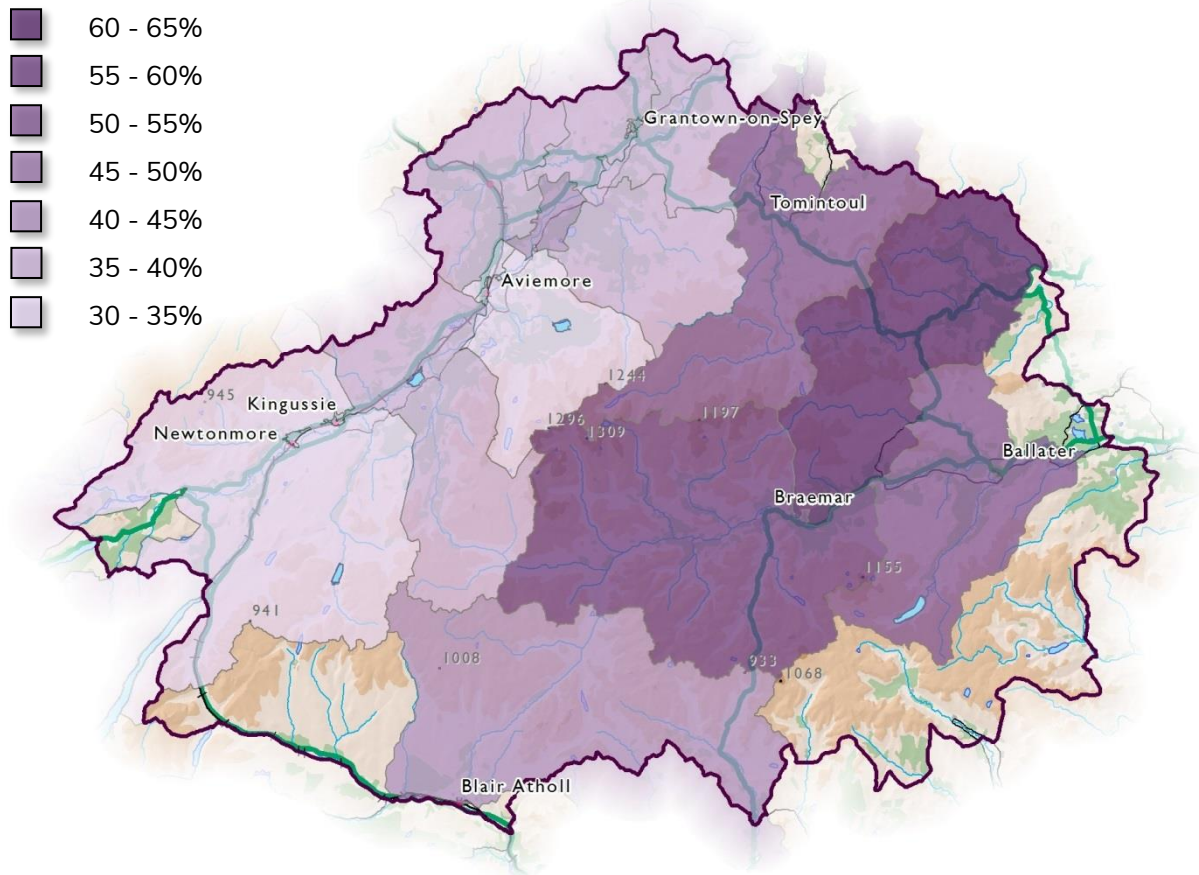 60 - 65%
55 - 60%
50 - 55%
45 - 50%
40 - 45%
35 - 40%
30 - 35%
Grantown-on-Spey
Tomintoul
Aviemore
1244
945
Kingussie
1296
1309
1197
Newtonmore
Ballater
Braemar
1155
941
1008
933
1068
Blair Atholl